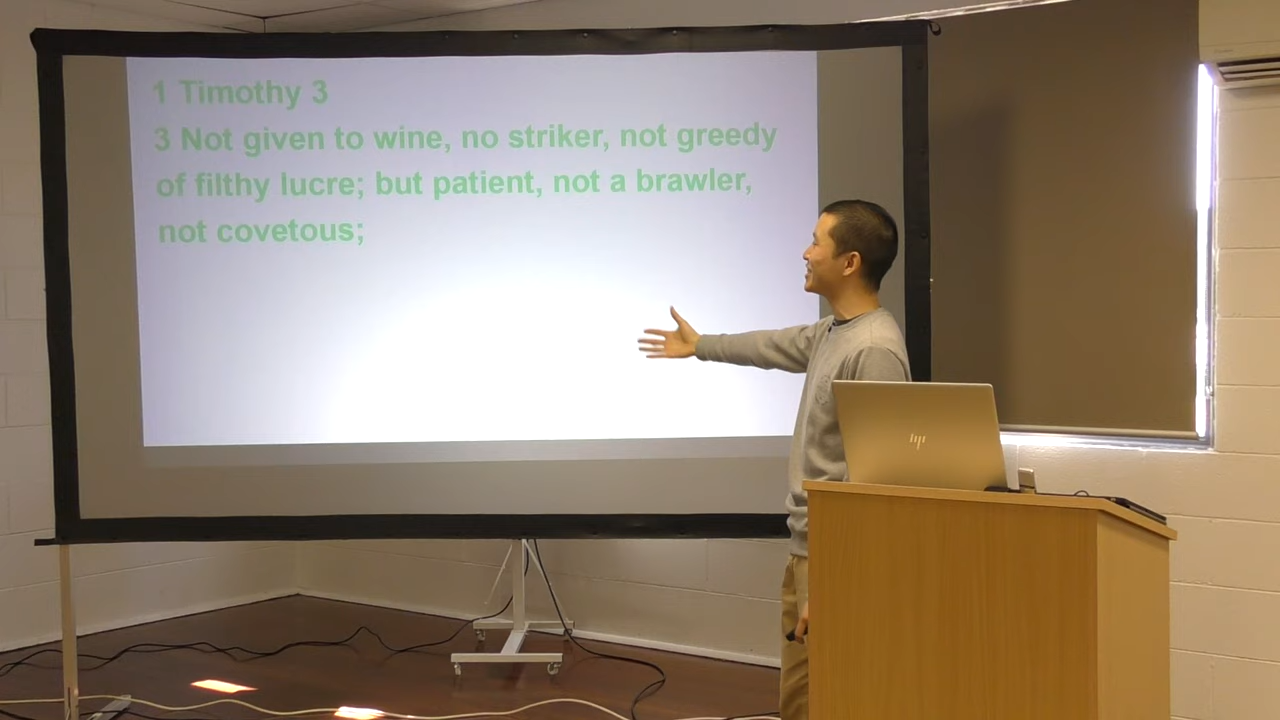 1 Timothy 3
3 Not given to wine, no striker, not greedy
of filthy lucre; but patient, not a brawler,
not covetous;
hp